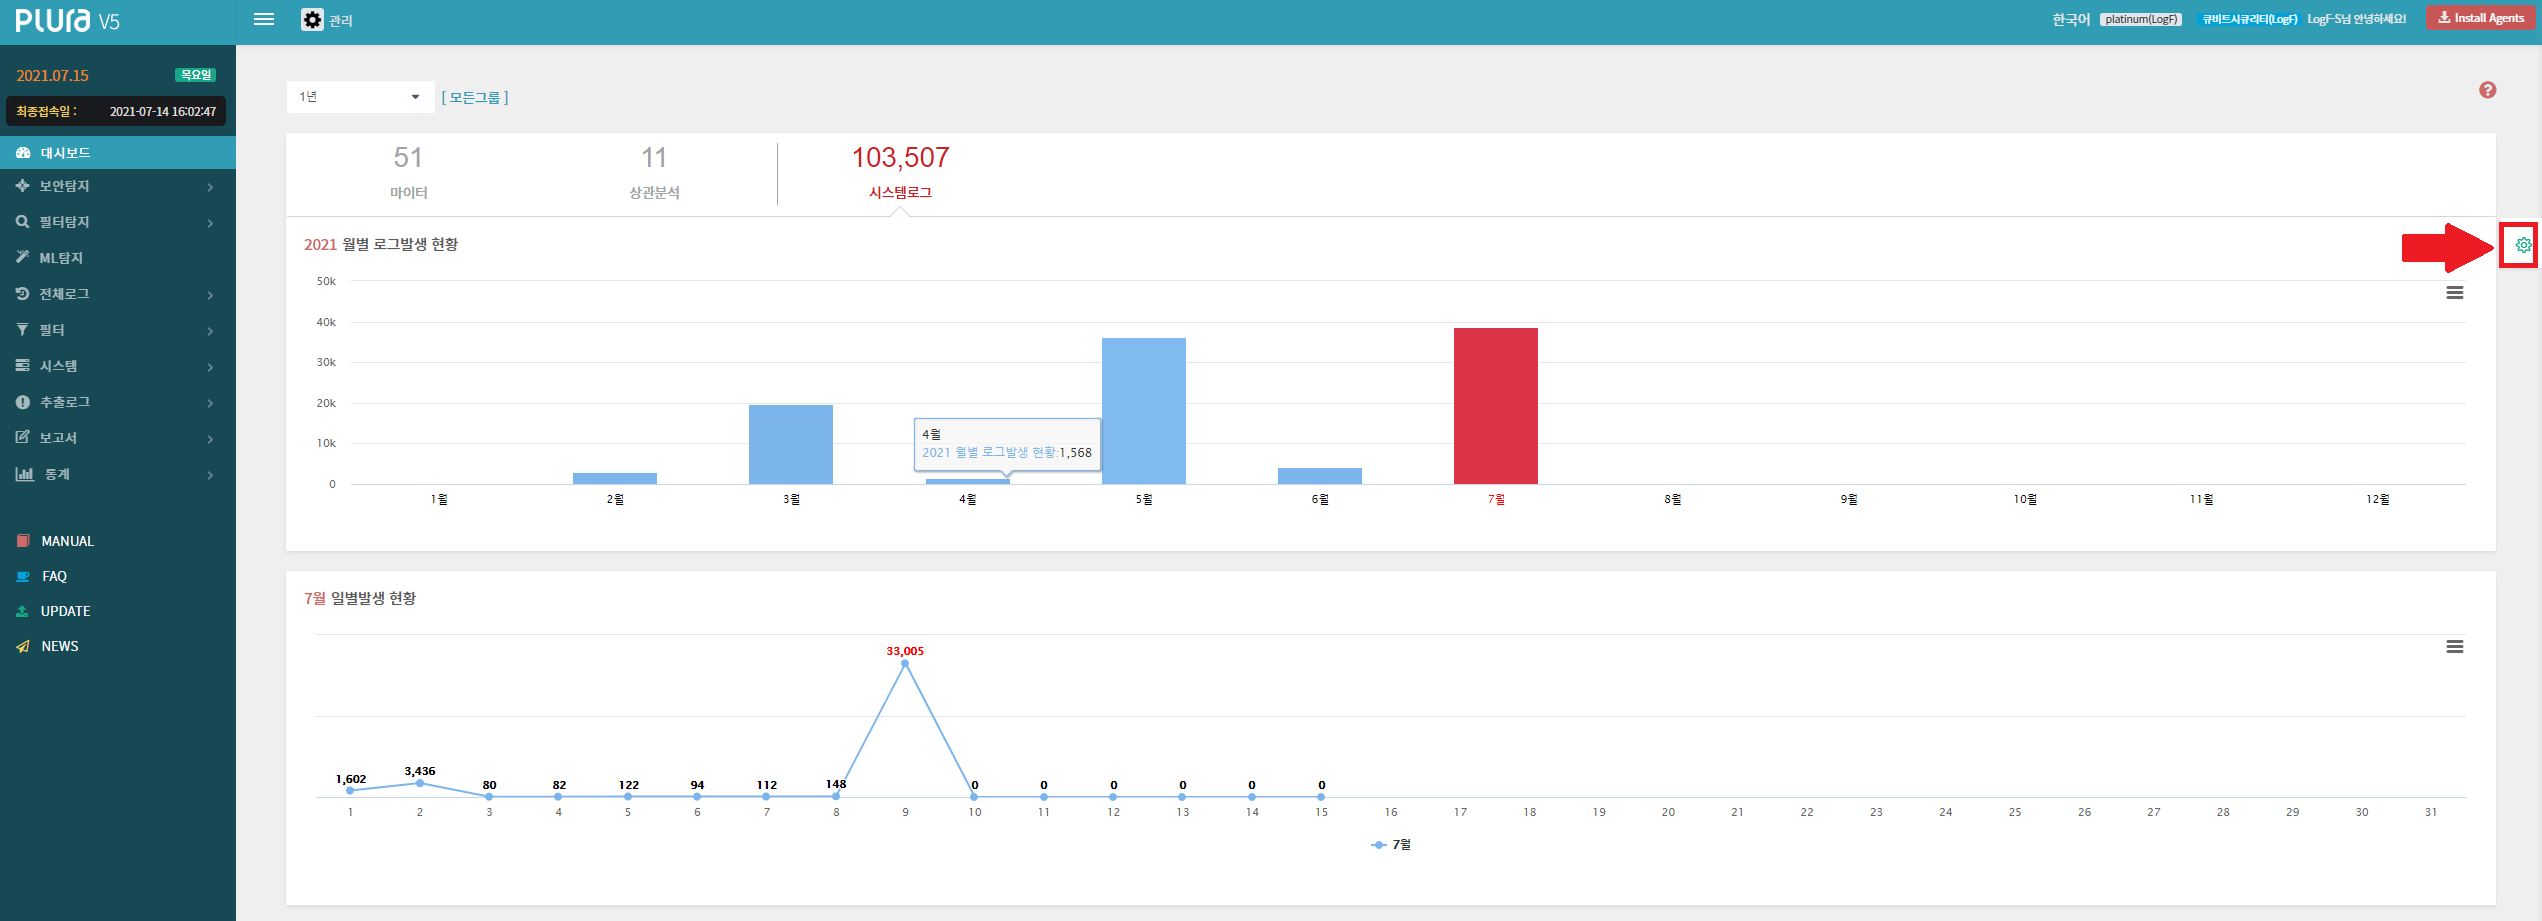 PLURA V5
관리
한국어 platinum(LogF) 큐비트시큐리티(LogF) LogF-S님 안녕하세요! Install Agents
2021.07.15 목요일
최종접속일 : 2021-07-14 16:02:47
대시보드
보안탐지
필터탐지
ML탐지
전체로그
필터
시스템
추출로그
보고서
통계
MANUAL
FAQ
UPDATE
NEWS
1년 [ 모든그룹 ]
51 11 103,507
마이터 상관분석 시스템로그
2021 월별 로그발생 현황
50k
40k
30k
20k
10k
0
4월
2021 월별 로그발생 현황:1,568
1월 2월 3월 4월 5월 6월 7월 8월 9월 10월 11월 12월
7월 일별발생 현황
1,602 3,436 80 82 122 94 112 148 33,005 0 0 0 0 0 0
1 2 3 4 5 6 7 8 9 10 11 12 13 14 15 16 17 18 19 20 21 22 23 24 25 26 27 28 29 30 31
7월